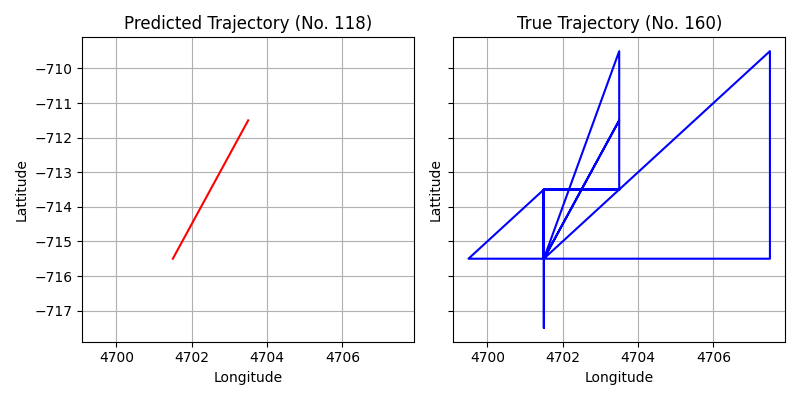 Predicted Trajectory (No. 118)
True Trajectory (No. 160)
−710
−711
−712
−713
−714
−715
−716
−717
Lattitude
Lattitude
4700 4702 4704 4706
4700 4702 4704 4706
Longitude
Longitude